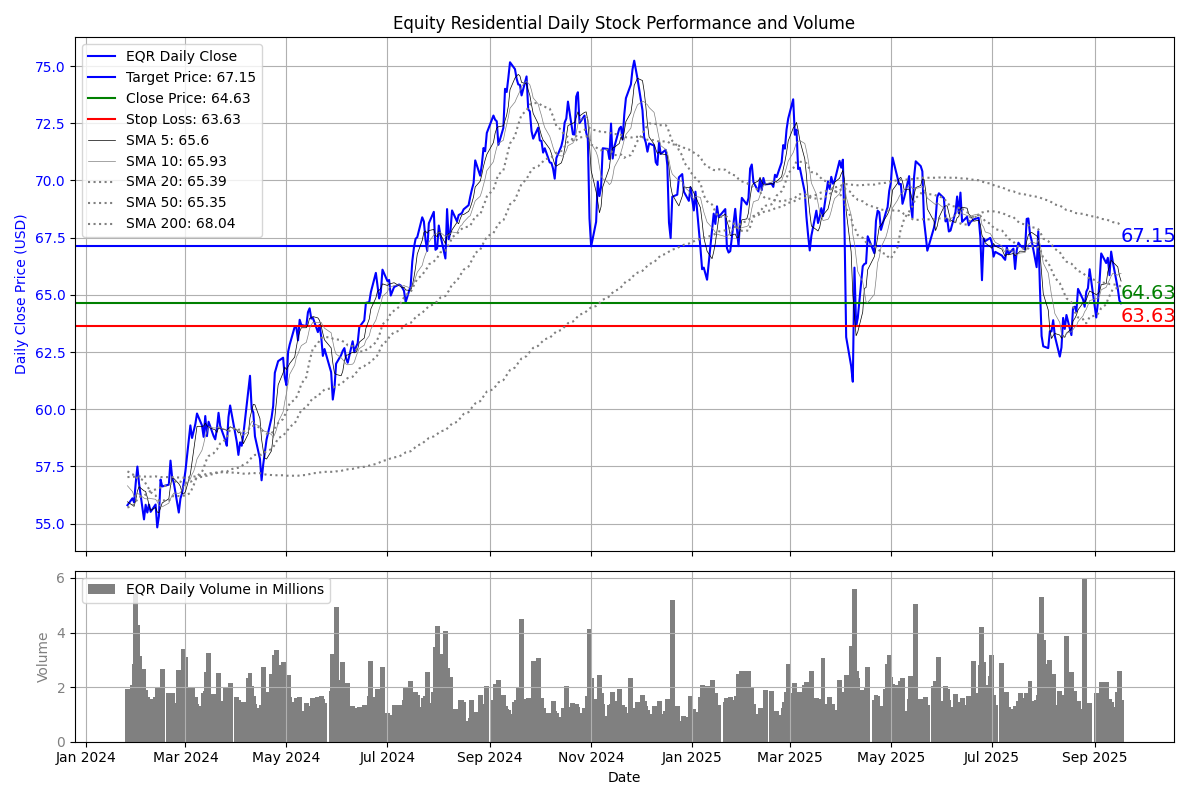 Equity Residential Daily Stock Performance and Volume
EQR Daily Close
Target Price: 67.15
Close Price: 64.63
Stop Loss: 63.63
SMA 5: 65.6
SMA 10: 65.93
SMA 20: 65.39
SMA 50: 65.35
SMA 200: 68.04
75.0
72.5
70.0
67.5
65.0
62.5
60.0
57.5
55.0
Daily Close Price (USD)
67.15
64.63
63.63
EQR Daily Volume in Millions
6
4
2
0
Volume
Jan 2024 Mar 2024 May 2024 Jul 2024 Sep 2024 Nov 2024 Jan 2025 Mar 2025 May 2025 Jul 2025 Sep 2025
Date